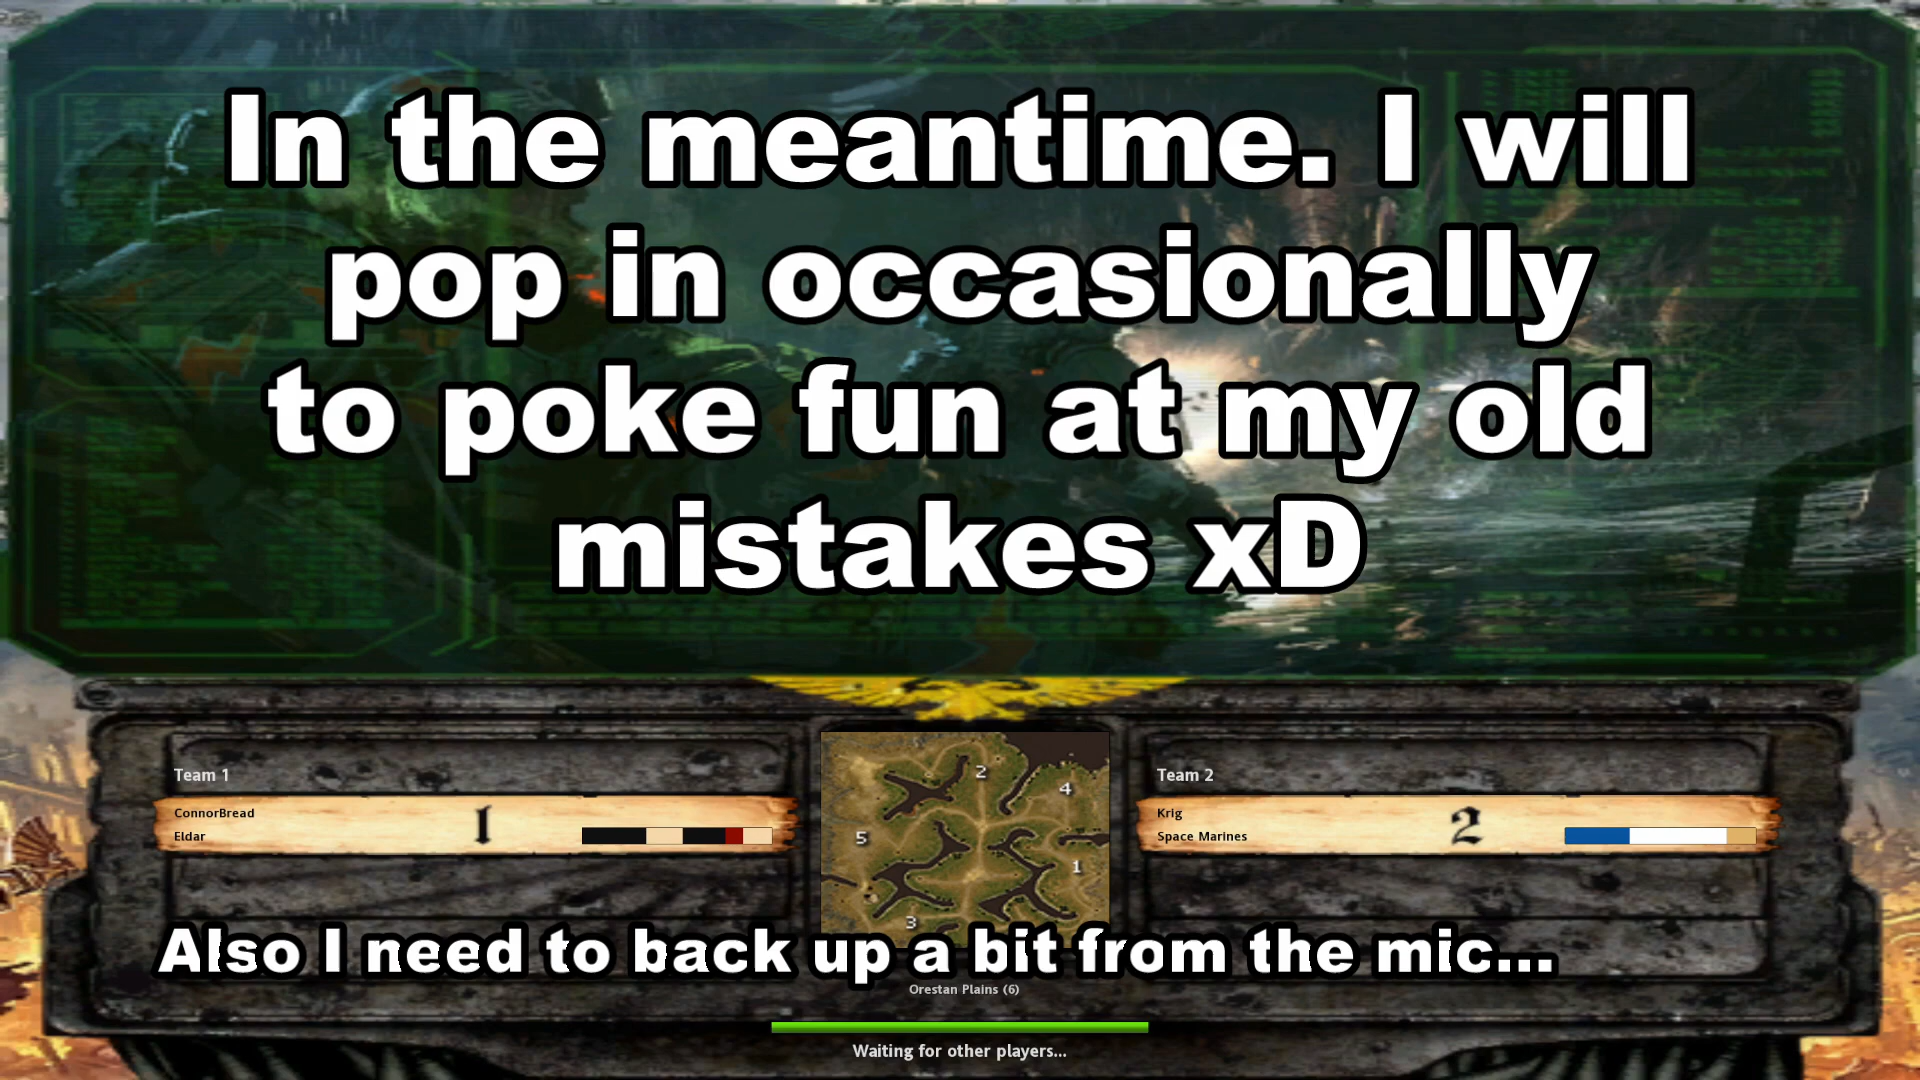 In the meantime. I will
pop in occasionally
to poke fun at my old
mistakes xD
Team 1
ConnorBread
Eldar
1
2
4
5
1
3
Team 2
Krig
Space Marines
2
Also I need to back up a bit from the mic...
Orestan Plains (6)
Waiting for other players...